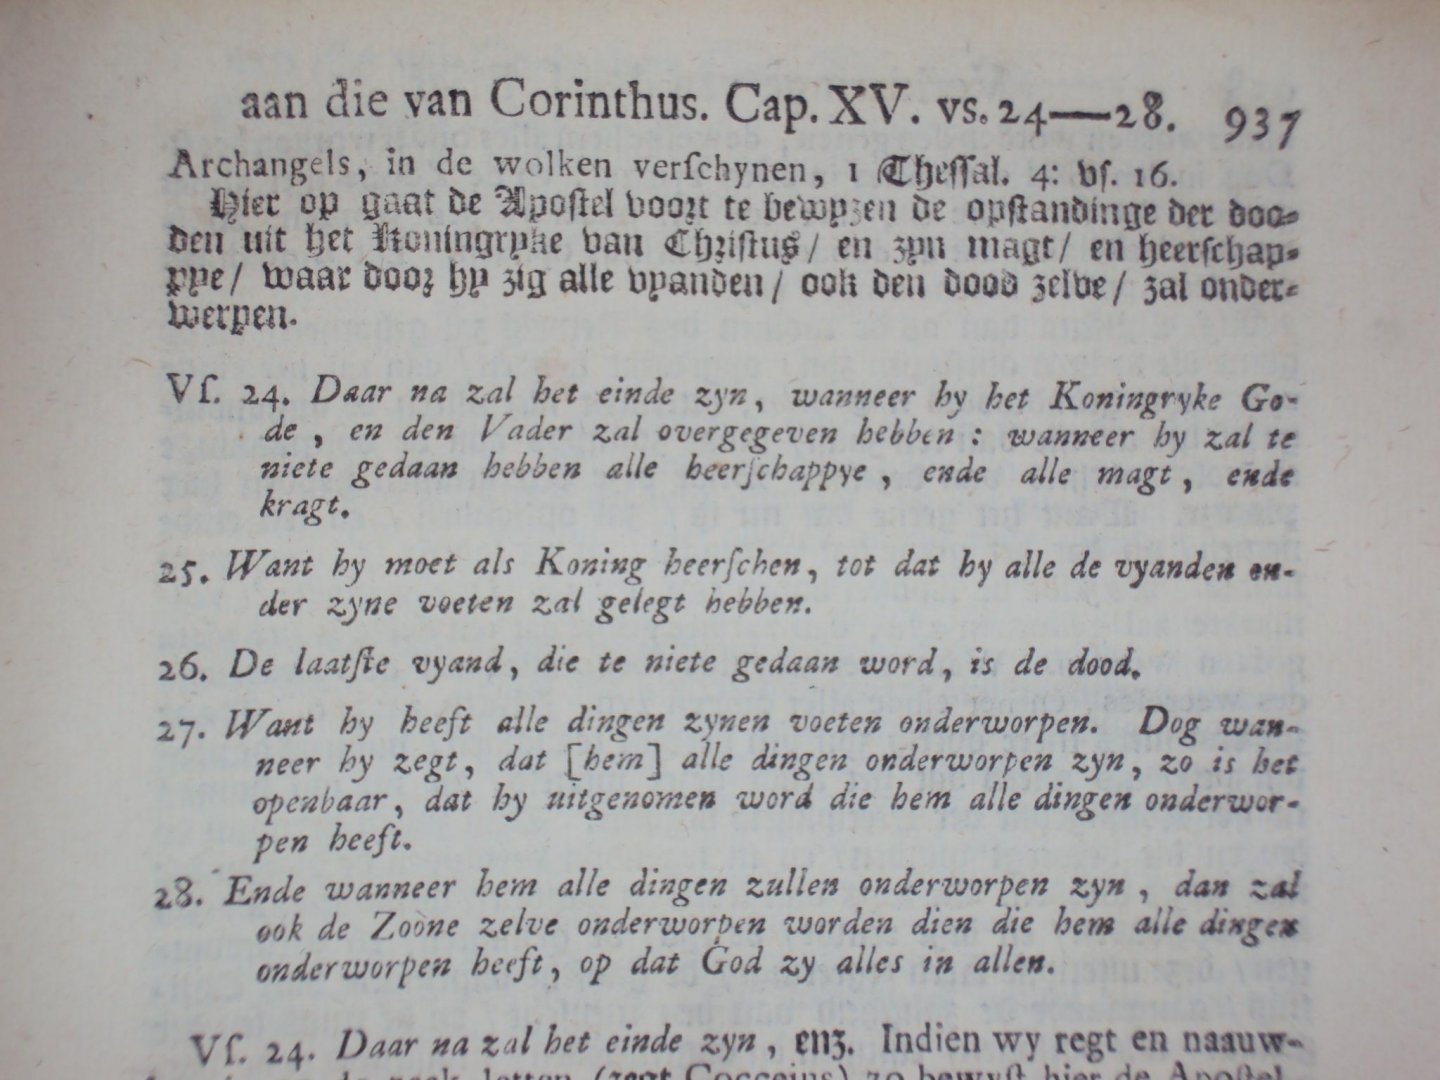 aan die van Corinthus. Cap. XV. vs. 24—28. 937
Archangels, in de wolken verſchynen, 1 Theſſal. 4: vſ. 16.
Hier op gaat de Apoſtel voort te bewyzen de opſtandinge der doo-
den uit het Koningryke van Chriſtus/ en zyn magt/ en heerſchap-
pye/ waar door hy zig alle vyanden/ ook den dood zelve/ zal onder-
werpen.
Vſ. 24. Daar na zal het einde zyn, wanneer hy het Koningryke Go-
de, en den Vader zal overgegeven hebben: wanneer hy zal te
niete gedaan hebben alle heerſchappye, ende alle magt, ende
kragt.
25. Want hy moet als Koning heerſchen, tot dat hy alle de vyanden on-
der zyne voeten zal gelegt hebben.
26. De laatſte vyand, die te niete gedaan word, is de dood.
27. Want hy heeft alle dingen zynen voeten onderworpen. Dog wan-
neer hy zegt, dat [hem] alle dingen onderworpen zyn, zo is het
openbaar, dat hy uitgenomen word die hem alle dingen onderwor-
pen heeft.
28. Ende wanneer hem alle dingen zullen onderworpen zyn, dan zal
ook de Zoone zelve onderworpen worden dien die hem alle dingen
onderworpen heeft, op dat God zy alles in allen.
Vſ. 24. Daar na zal het einde zyn, enz. Indien wy regt en naauw-
de zaak letten (zegt Cocceius) zo bewyſt hier de Apoſtel